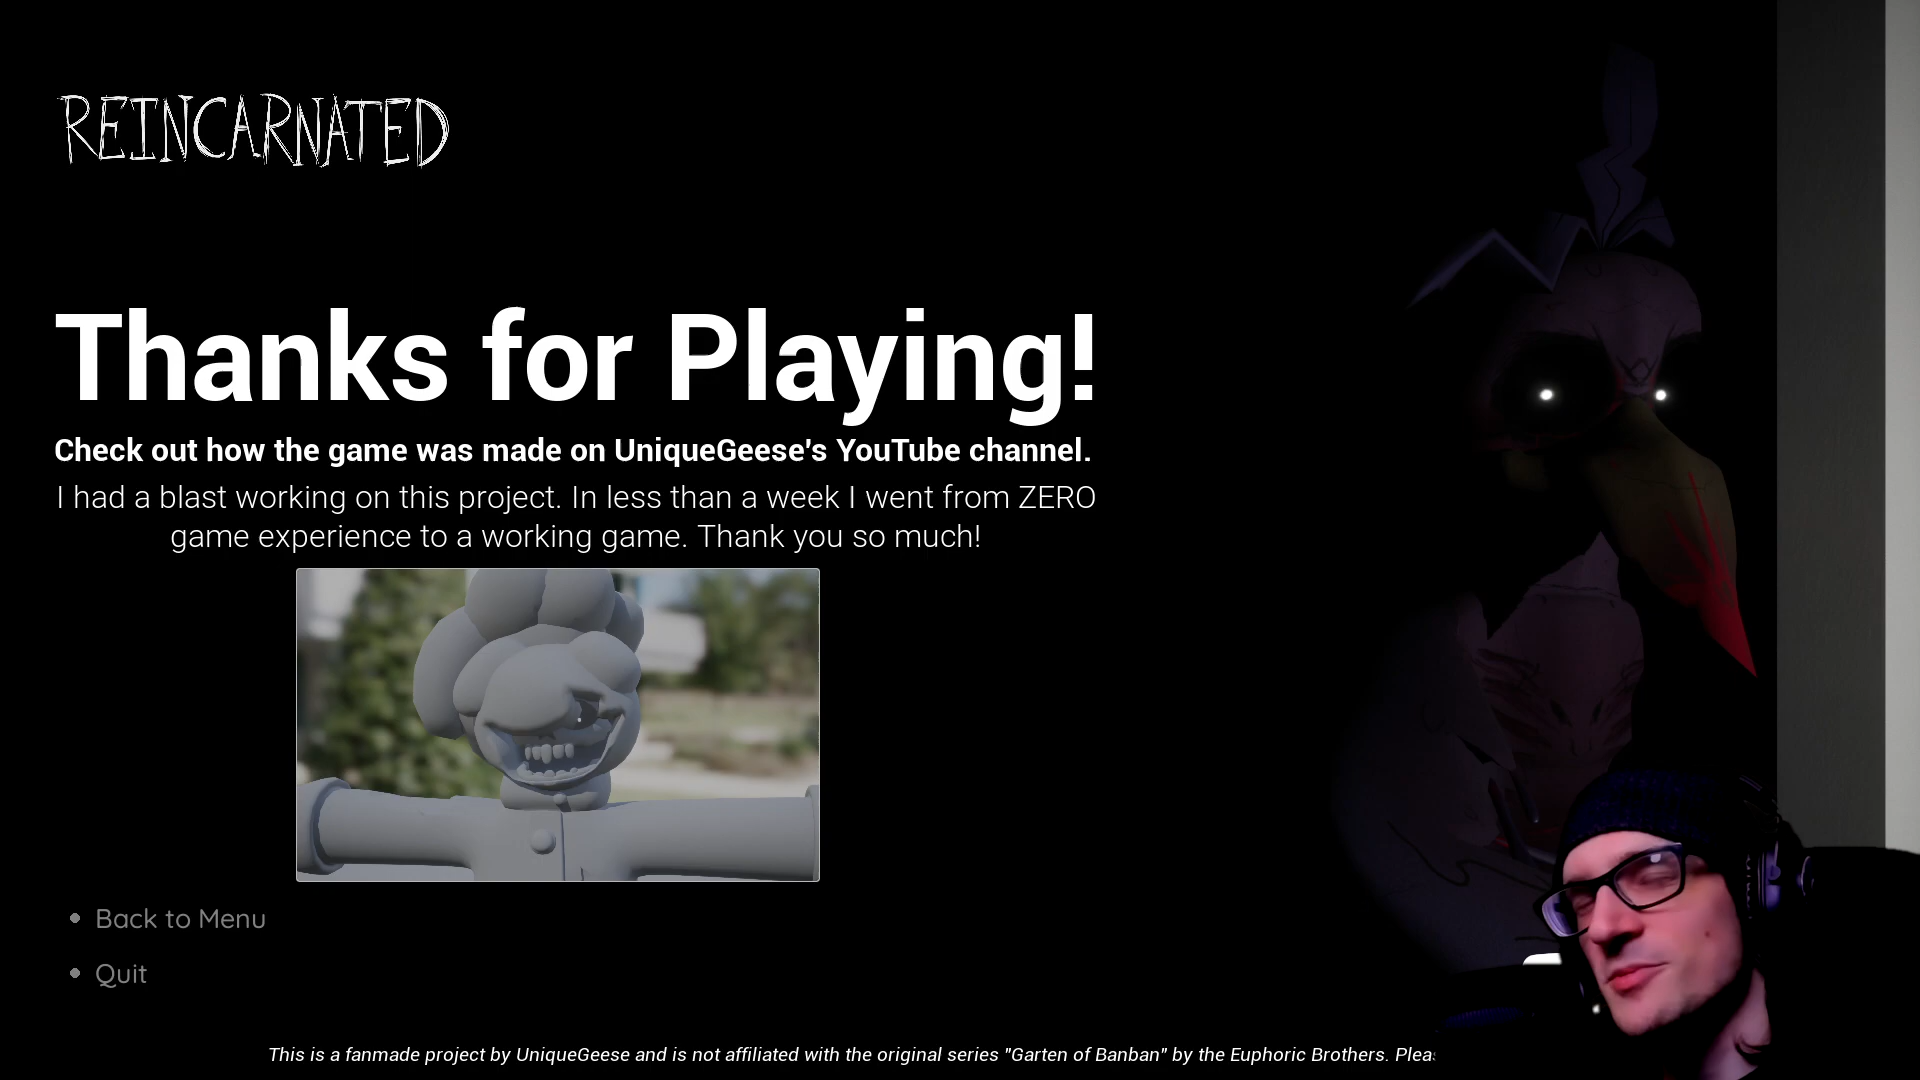 REINCARNATED
Thanks for Playing!
Check out how the game was made on UniqueGeese's YouTube channel.
I had a blast working on this project. In less than a week I went from ZERO
game experience to a working game. Thank you so much!
Back to Menu
Quit
This is a fanmade project by UniqueGeese and is not affiliated with the original series "Garten of Banban" by the Euphoric Brothers.